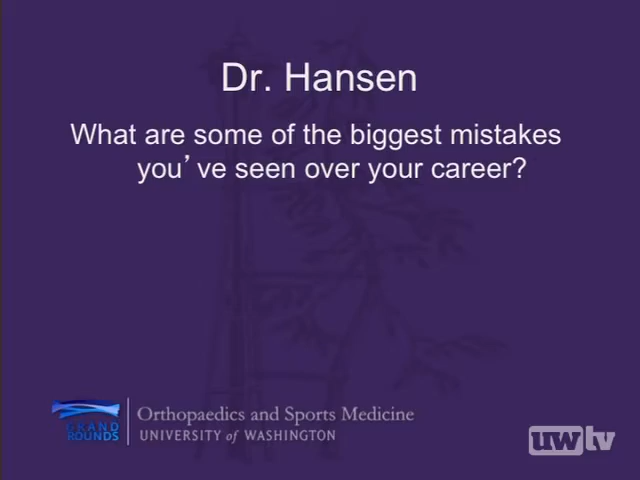 Dr. Hansen
What are some of the biggest mistakes
you’ve seen over your career?
GRAND
ROUNDS
Orthopaedics and Sports Medicine
UNIVERSITY of WASHINGTON
uwtv